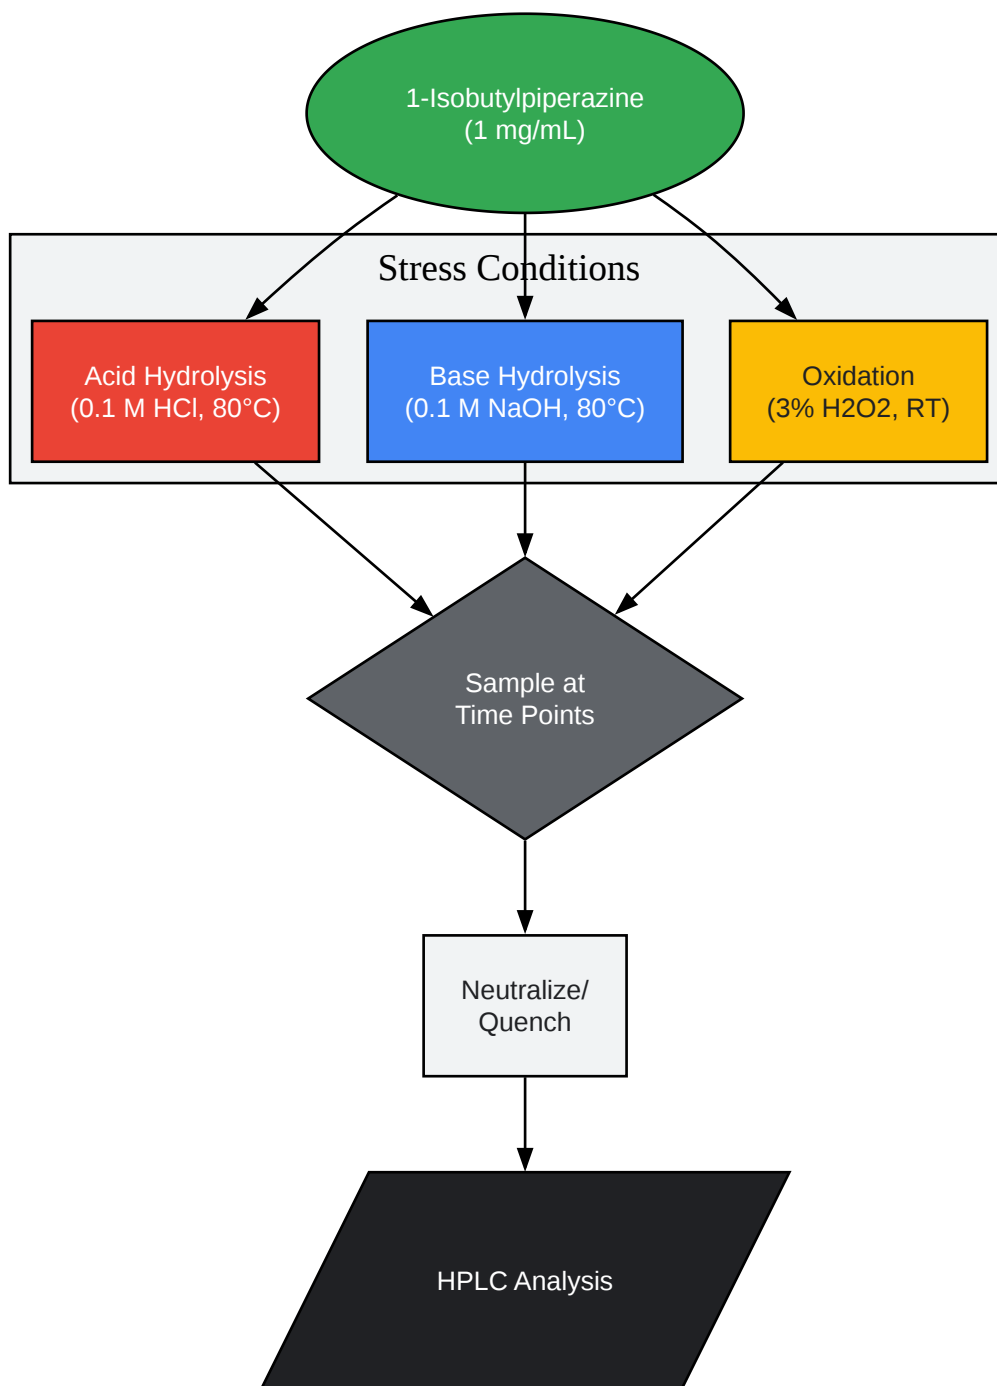 1-Isobutylpiperazine
(1 mg/mL)
Stress Conditions
Acid Hydrolysis
(0.1 M HCl, 80°C)
Base Hydrolysis
(0.1 M NaOH, 80°C)
Oxidation
(3% H2O2, RT)
Sample at
Time Points
Neutralize/
Quench
HPLC Analysis